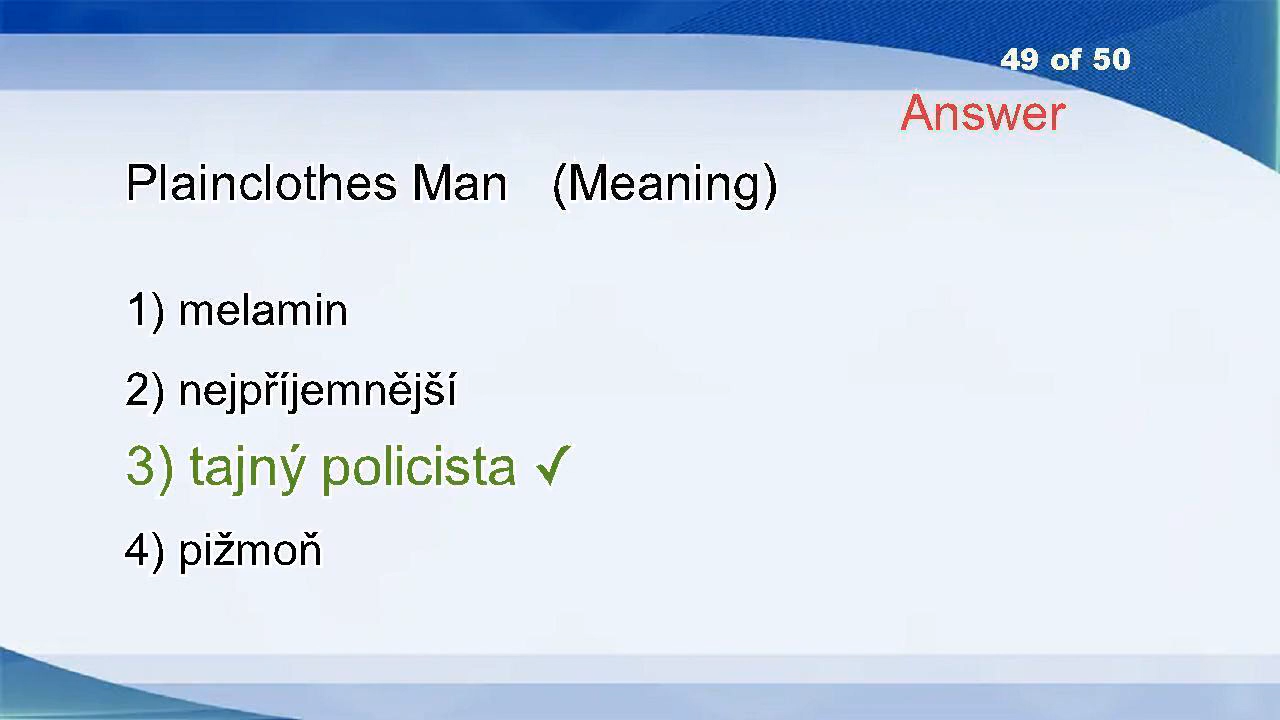 49 of 50
Answer
Plainclothes Man (Meaning)
1) melamin
2) nejpříjemnější
3) tajný policista ✓
4) pižmoň